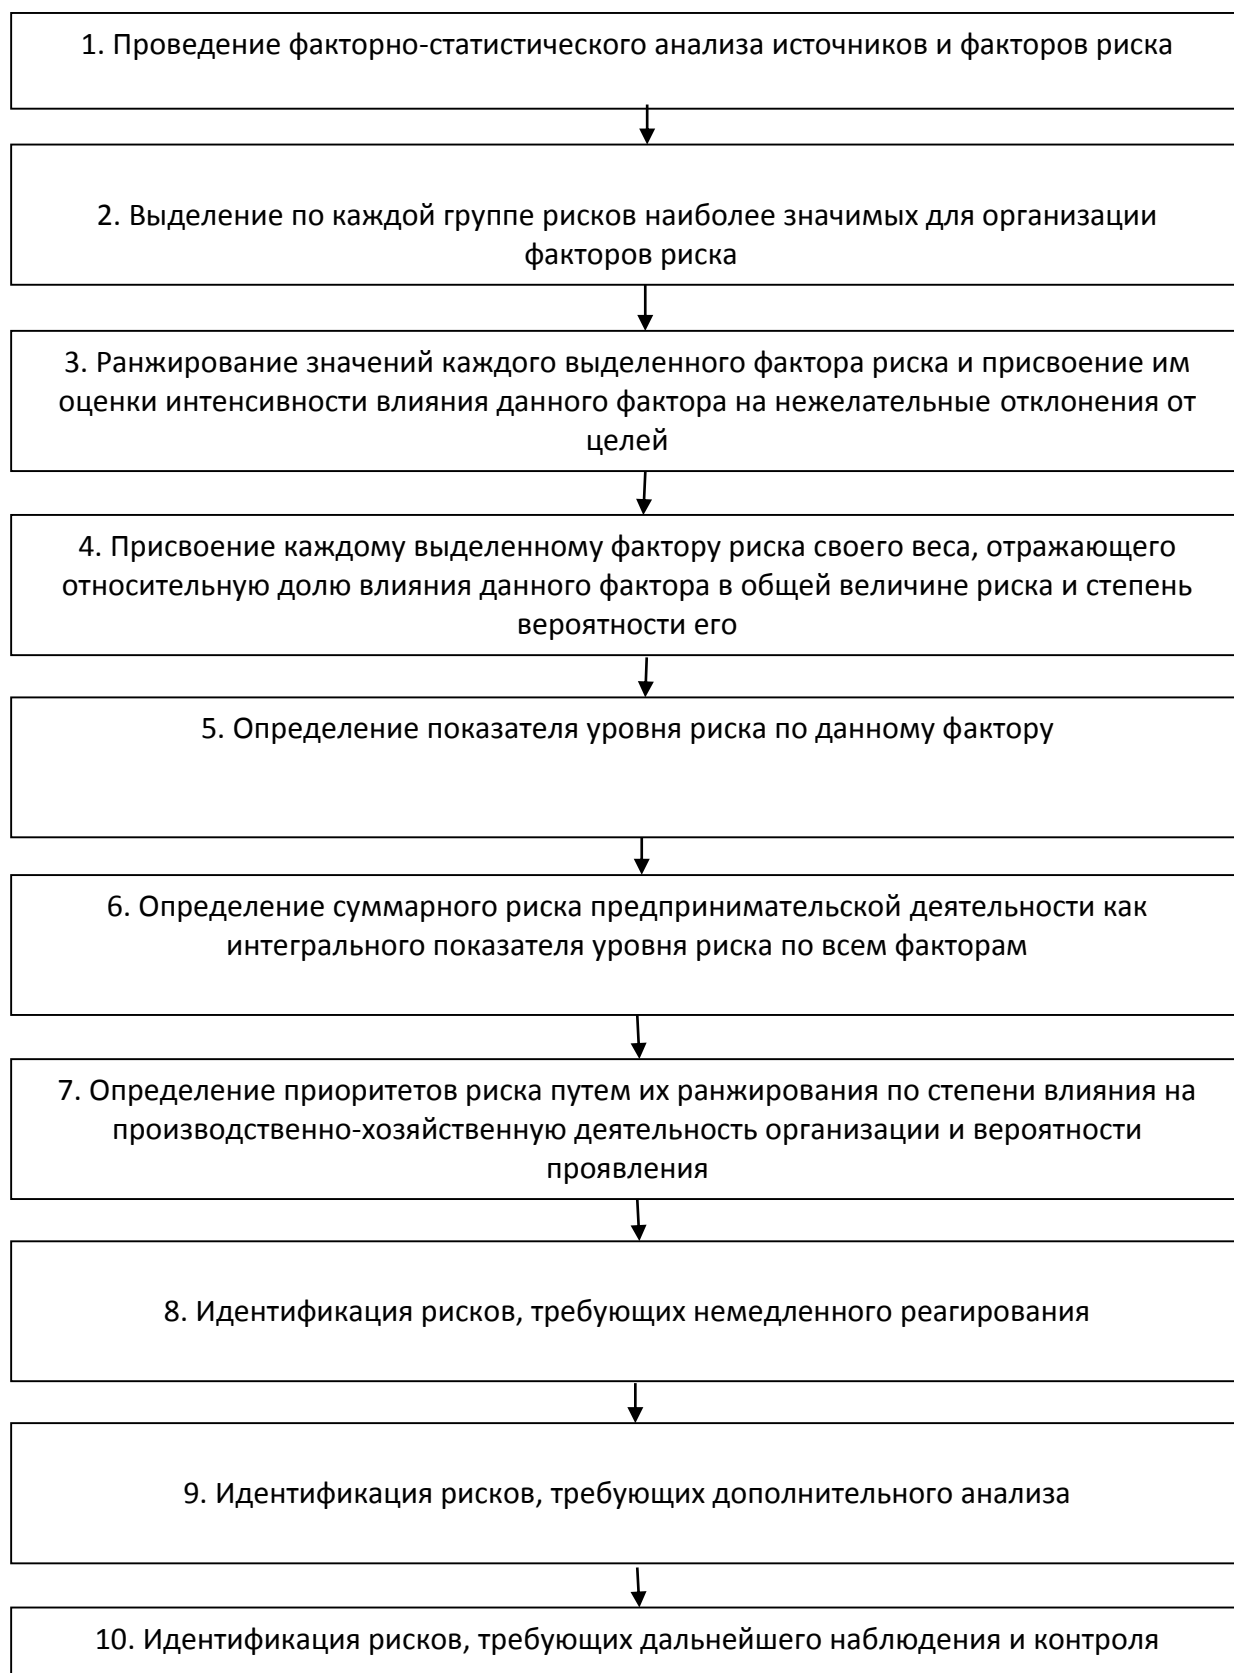 1. Проведение факторно-статистического анализа источников и факторов риска
2. Выделение по каждой группе рисков наиболее значимых для организации
факторов риска
3. Ранжирование значений каждого выделенного фактора риска и присвоение им
оценки интенсивности влияния данного фактора на нежелательные отклонения от
целей
4. Присвоение каждому выделенному фактору риска своего веса, отражающего
относительную долю влияния данного фактора в общей величине риска и степень
вероятности его
5. Определение показателя уровня риска по данному фактору
6. Определение суммарного риска предпринимательской деятельности как
интегрального показателя уровня риска по всем факторам
7. Определение приоритетов риска путем их ранжирования по степени влияния на
производственно-хозяйственную деятельность организации и вероятности
проявления
8. Идентификация рисков, требующих немедленного реагирования
9. Идентификация рисков, требующих дополнительного анализа
10. Идентификация рисков, требующих дальнейшего наблюдения и контроля